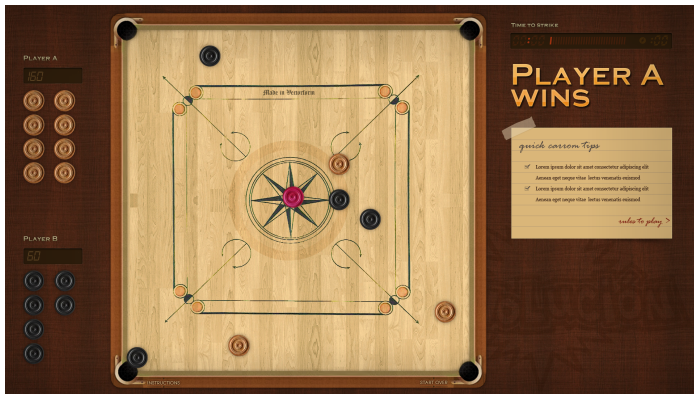 PLAYER A
160
PLAYER B
60
Made in Vectorform
INSTRUCTIONS
START OVER
TIME TO STRIKE
PLAYER A
WINS
quick carrom tips
Lorem ipsum dolor sit amet consectetur adipiscing elit
Aenean eget neque vitae lectus venenatis euismod
Lorem ipsum dolor sit amet consectetur adipiscing elit
Aenean eget neque vitae lectus venenatis euismod
rules to play >